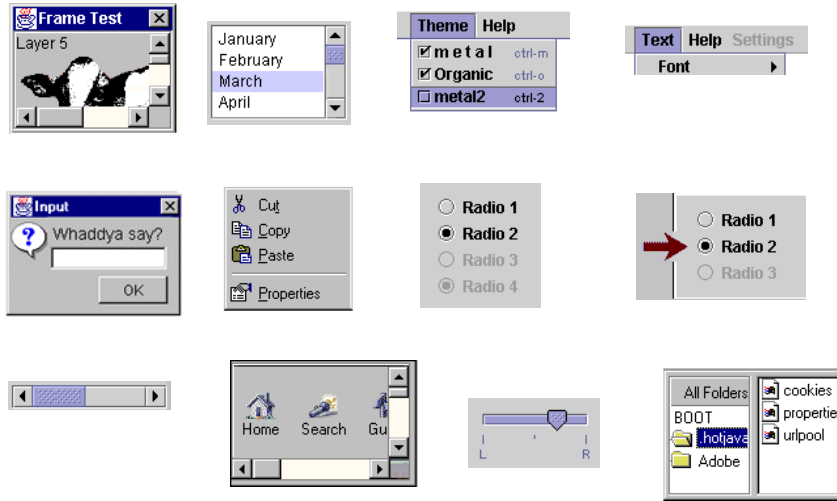 Frame Test
Layer 5
January
February
March
April
Theme Help
metal ctrl-m
Organic ctrl-o
metal2 ctrl-2
Text Help Settings
Font
Input
Whaddya say?
OK
Cut
Copy
Paste
Properties
Radio 1
Radio 2
Radio 3
Radio 4
Radio 1
Radio 2
Radio 3
Home Search Gu
L R
All Folders
BOOT
.hotjava
Adobe
cookies
propertie
urlpool